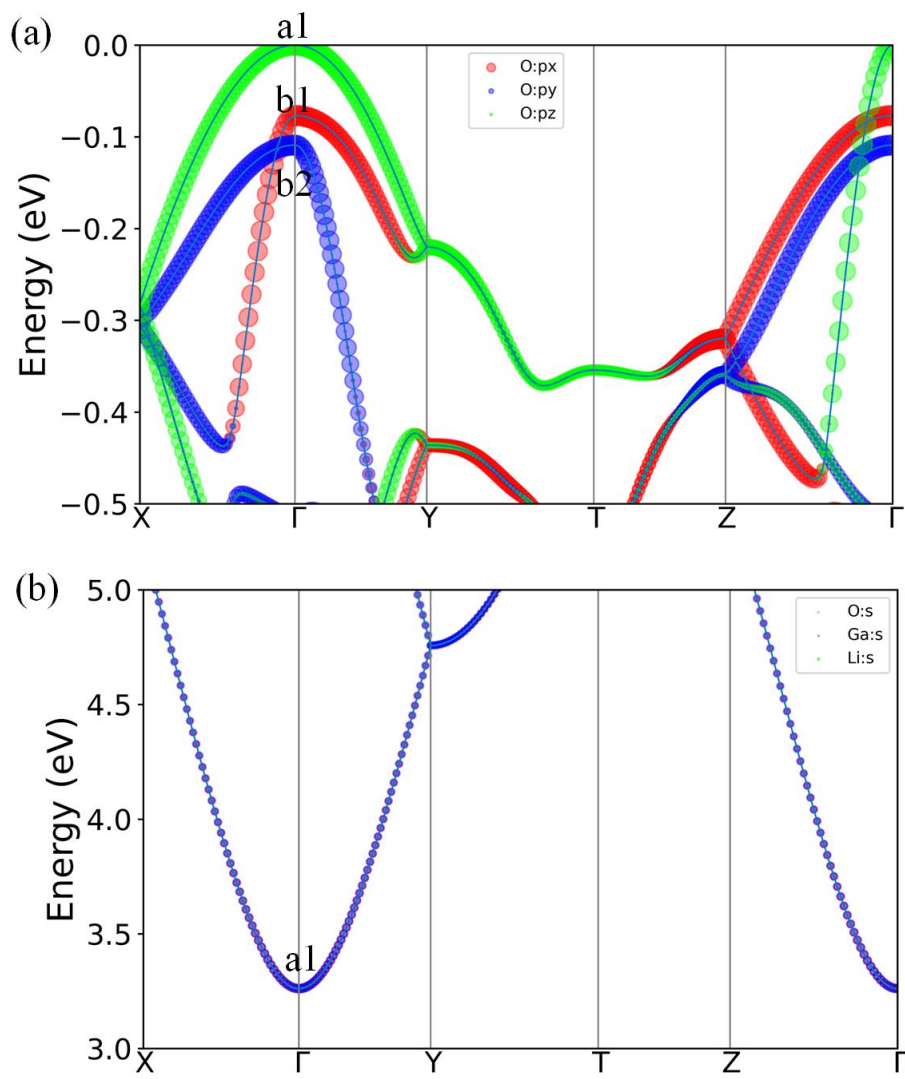 (a)
a1
b1
b2
O:px
O:py
O:pz
Energy (eV)
0.0
−0.1
−0.2
−0.3
−0.4
−0.5
X Γ Y T Z Γ
(b)
a1
O:s
Ga:s
Li:s
Energy (eV)
5.0
4.5
4.0
3.5
3.0
X Γ Y T Z Γ